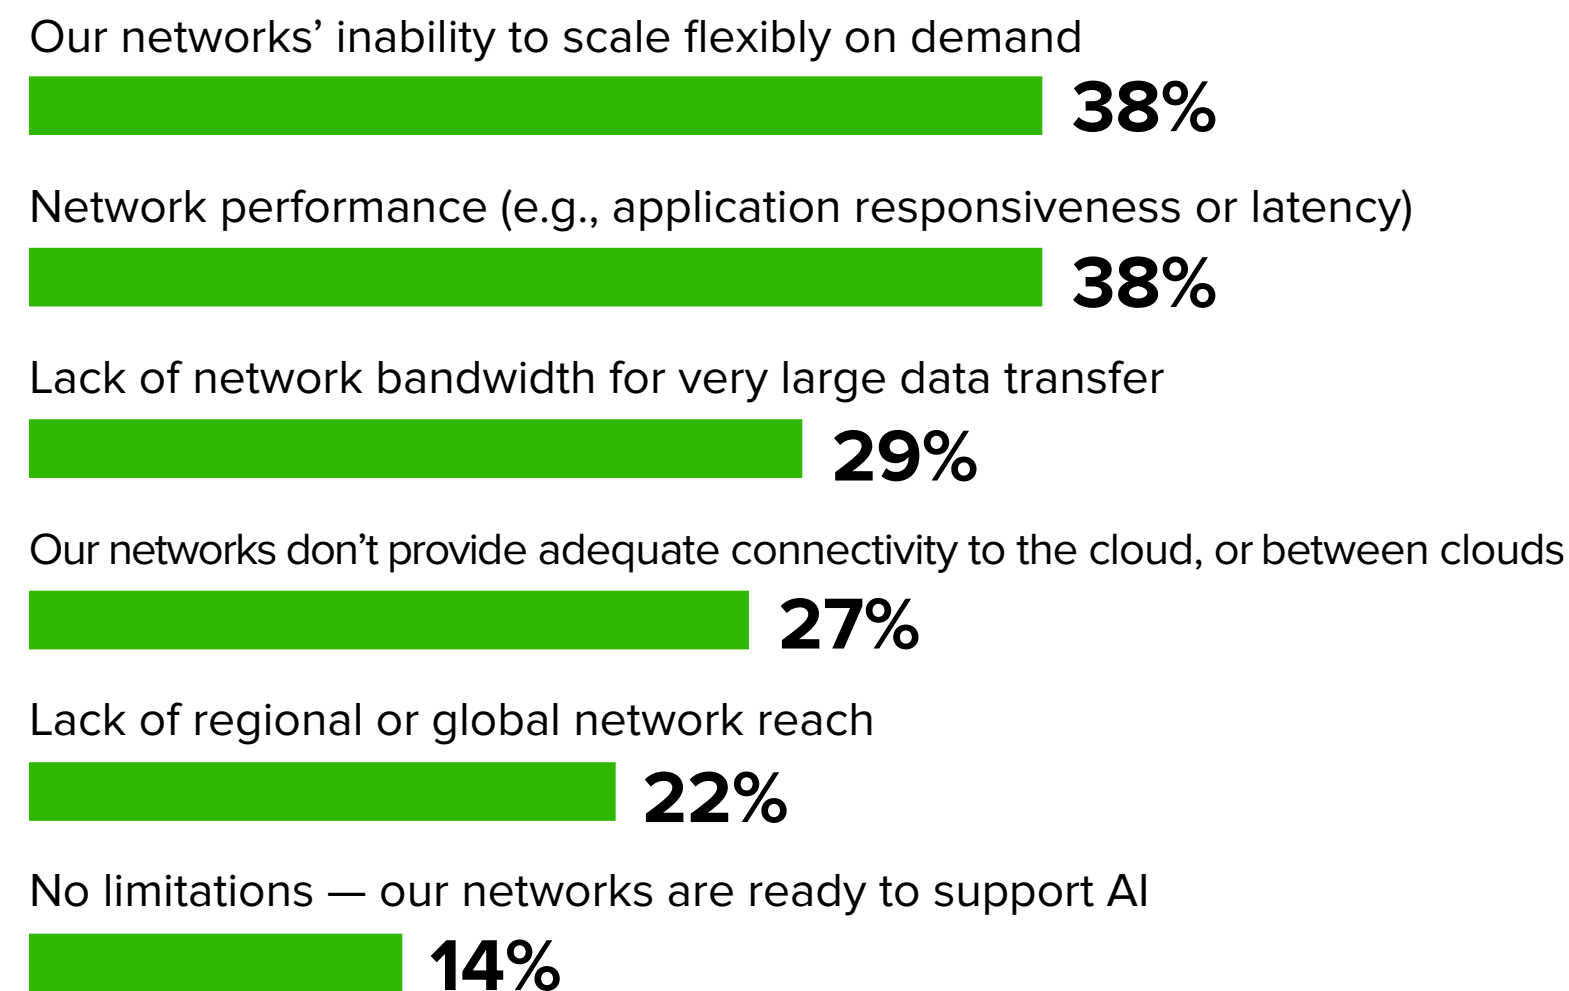 Our networks’ inability to scale flexibly on demand
38%
Network performance (e.g., application responsiveness or latency)
38%
Lack of network bandwidth for very large data transfer
29%
Our networks don’t provide adequate connectivity to the cloud, or between clouds
27%
Lack of regional or global network reach
22%
No limitations — our networks are ready to support AI
14%